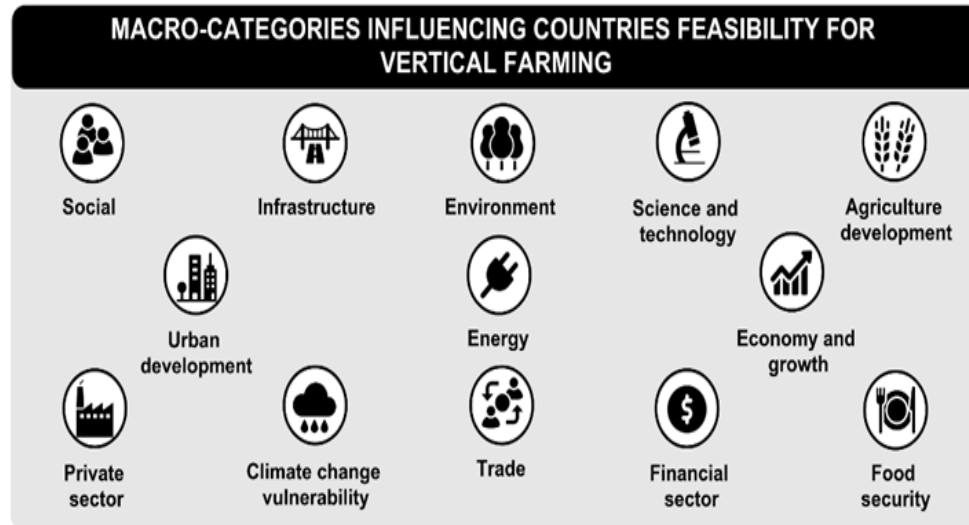 MACRO-CATEGORIES INFLUENCING COUNTRIES FEASIBILITY FOR
VERTICAL FARMING
Social
Infrastructure
Environment
Science and
technology
Agriculture
development
Urban
development
Energy
Economy and
growth
Private
sector
Climate change
vulnerability
Trade
Financial
sector
Food
security